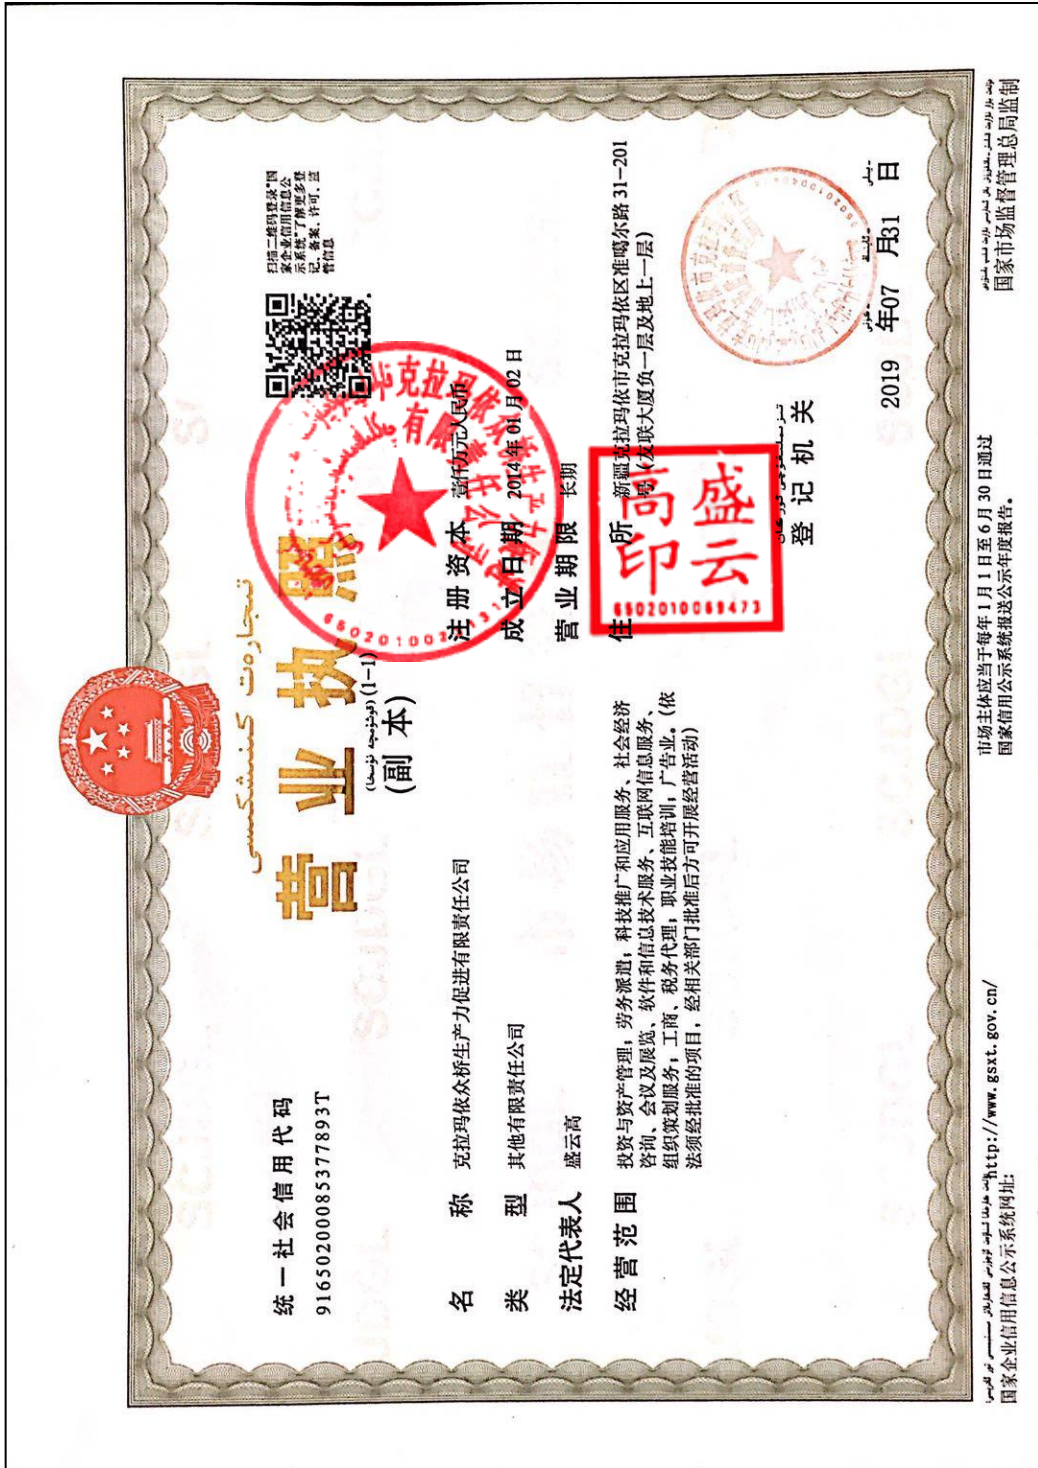 تىجارەت كىنىشكىسى
营业执照
(قوشۇمچە نۇسخا) (1-1)
(副 本)
扫描二维码登录“国
家企业信用信息公
示系统”了解更多登
记、备案、许可、监
管信息
统一社会信用代码
91650200085377893T
名 称 克拉玛依众桥生产力促进有限责任公司
类 型 其他有限责任公司
法定代表人 盛云高
经营范围 投资与资产管理；劳务派遣；科技推广和应用服务、社会经济
咨询、会议及展览、软件和信息技术服务、互联网信息服务、
组织策划服务；工商、税务代理；职业技能培训；广告业。（依
法须经批准的项目，经相关部门批准后方可开展经营活动）
注册资本 壹仟万元人民币
成立日期 2014年01月02日
营业期限 长期
住 所 新疆克拉玛依市克拉玛依区准噶尔路31-201
号（友联大厦负一层及地上一层）
高盛
印云
6502010069473
登记机关
2019 年07 月31 日
国家企业信用信息公示系统网址: http://www.gsxt.gov.cn/
市场主体应当于每年1月1日至6月30日通过
国家信用公示系统报送公示年度报告。
国家市场监督管理总局监制